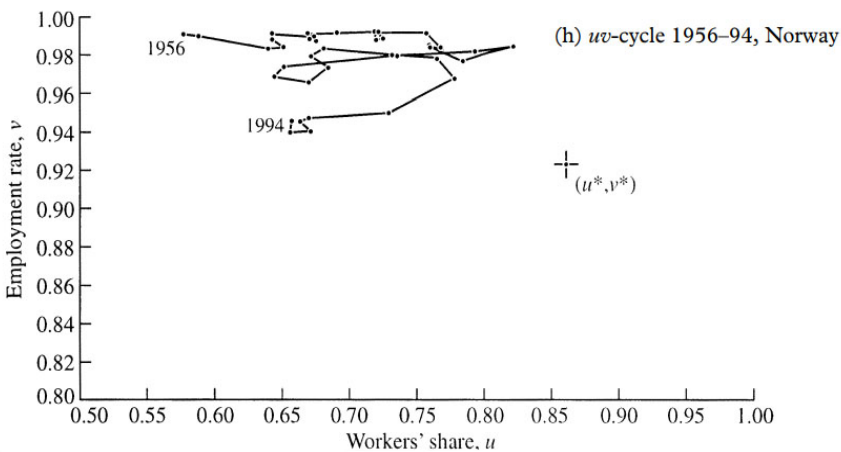 (h) uv-cycle 1956–94, Norway
Employment rate, v
1.00
0.98
0.96
0.94
0.92
0.90
0.88
0.86
0.84
0.82
0.80
1956
1994
(u*,v*)
0.50 0.55 0.60 0.65 0.70 0.75 0.80 0.85 0.90 0.95 1.00
Workers' share, u